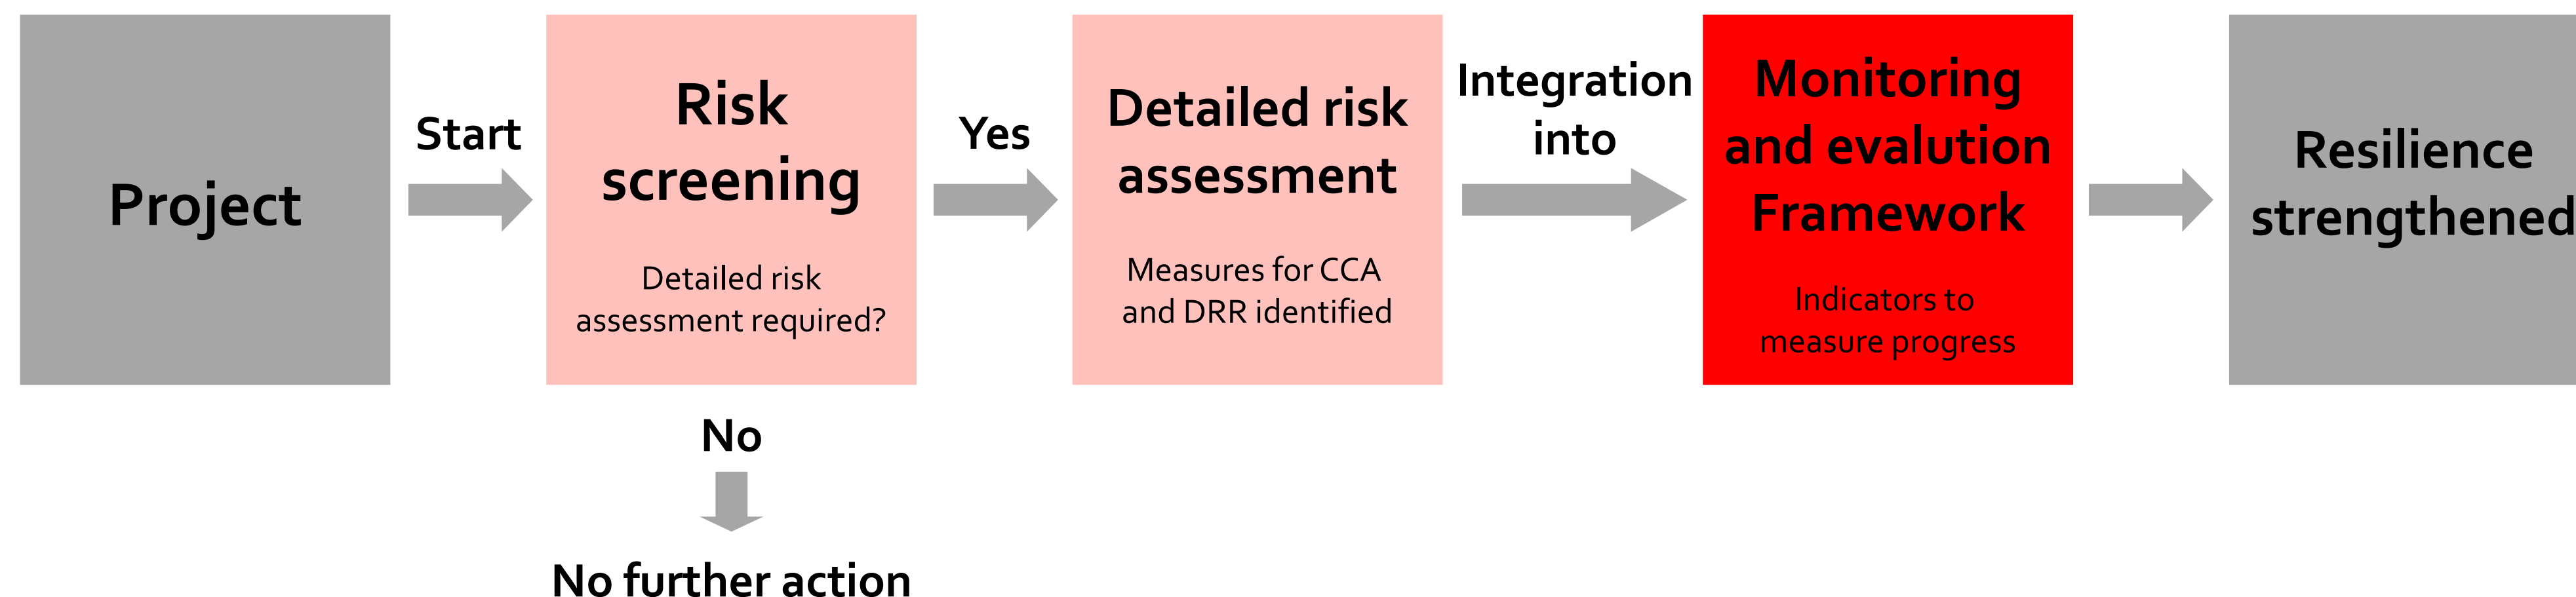 Project
Start
Risk
screening
Detailed risk
assessment required?
No
No further action
Yes
Detailed risk
assessment
Measures for CCA
and DRR identified
Integration
into
Monitoring
and evalution
Framework
Indicators to
measure progress
Resilience
strengthened